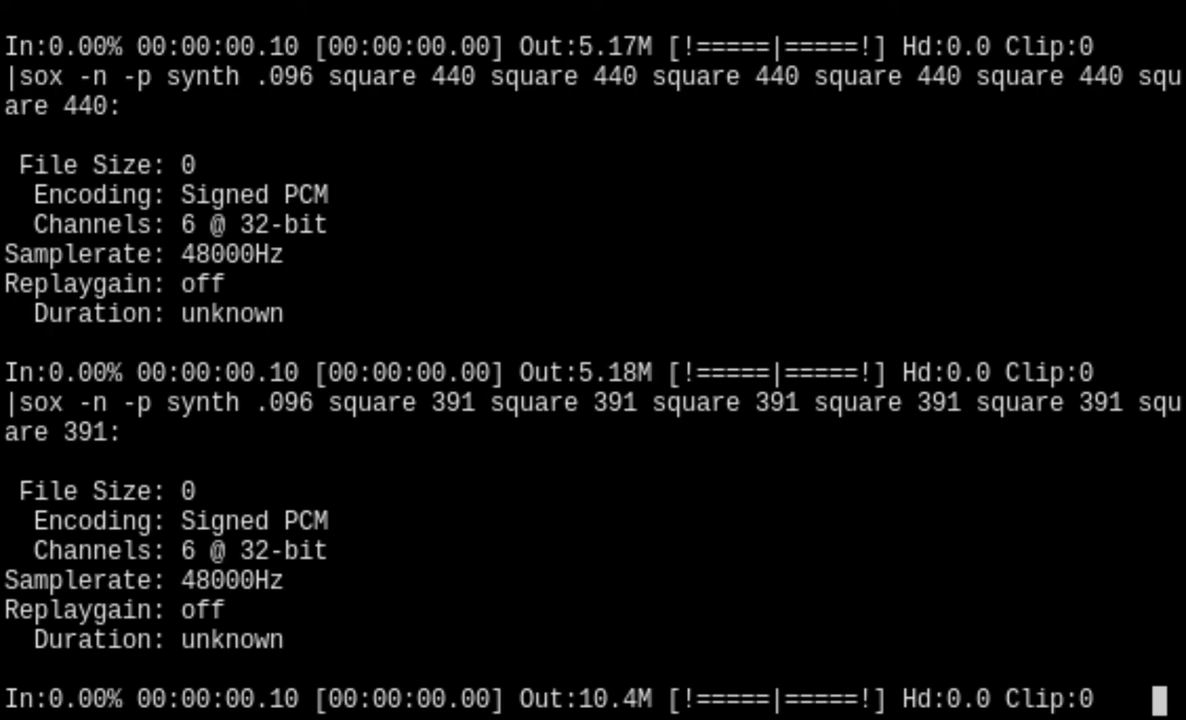 In:0.00% 00:00:00.10 [00:00:00.00] Out:5.17M [!=====|=====!] Hd:0.0 Clip:0
|sox -n -p synth .096 square 440 square 440 square 440 square 440 square 440 squ
are 440:
File Size: 0
Encoding: Signed PCM
Channels: 6 @ 32-bit
Samplerate: 48000Hz
Replaygain: off
Duration: unknown
In:0.00% 00:00:00.10 [00:00:00.00] Out:5.18M [!=====|=====!] Hd:0.0 Clip:0
|sox -n -p synth .096 square 391 square 391 square 391 square 391 square 391 squ
are 391:
File Size: 0
Encoding: Signed PCM
Channels: 6 @ 32-bit
Samplerate: 48000Hz
Replaygain: off
Duration: unknown
In:0.00% 00:00:00.10 [00:00:00.00] Out:10.4M [!=====|=====!] Hd:0.0 Clip:0